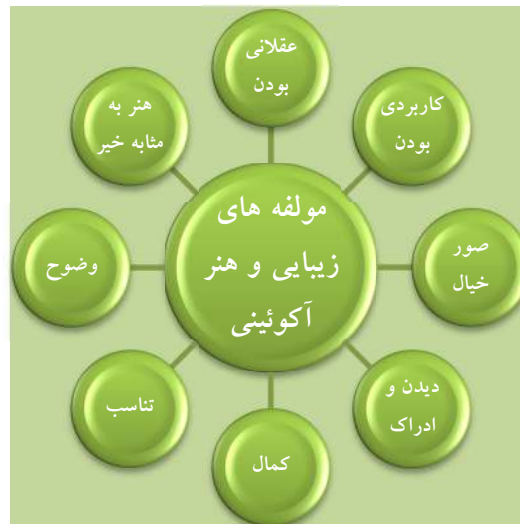 عقلانی
بودن
کاربردی
بودن
صور
خیال
دیدن و
ادراک
کمال
تناسب
وضوح
هنر به
مثابه خیر
مولفه های
زیبایی و هنر
آکوئینی